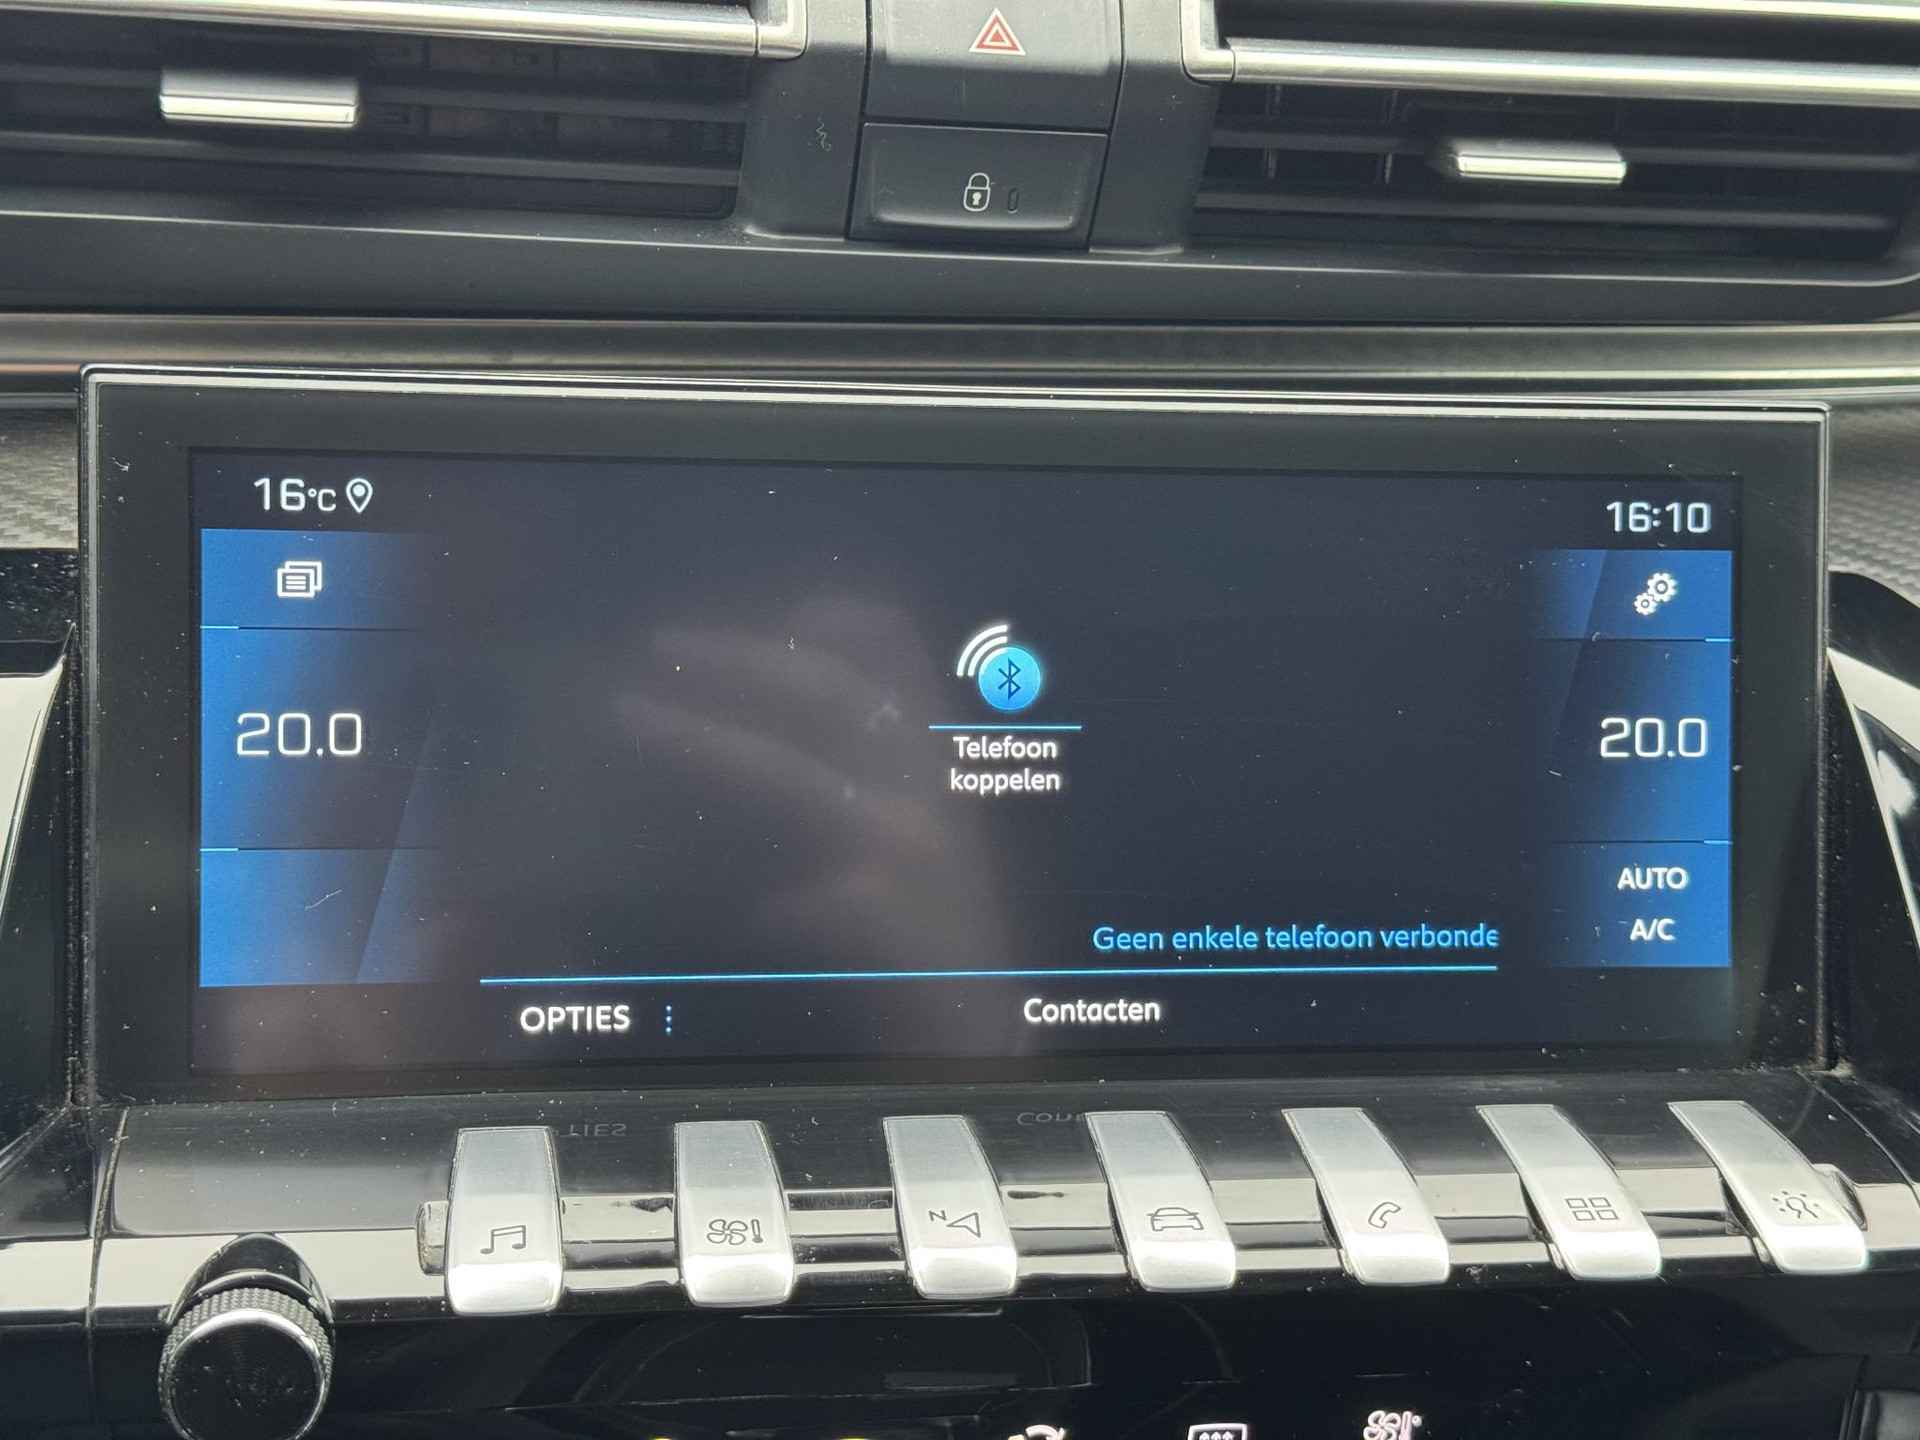 16°C
16:10
20.0
20.0
Telefoon
koppelen
AUTO
A/C
Geen enkele telefoon verbonde
OPTIES
Contacten
N